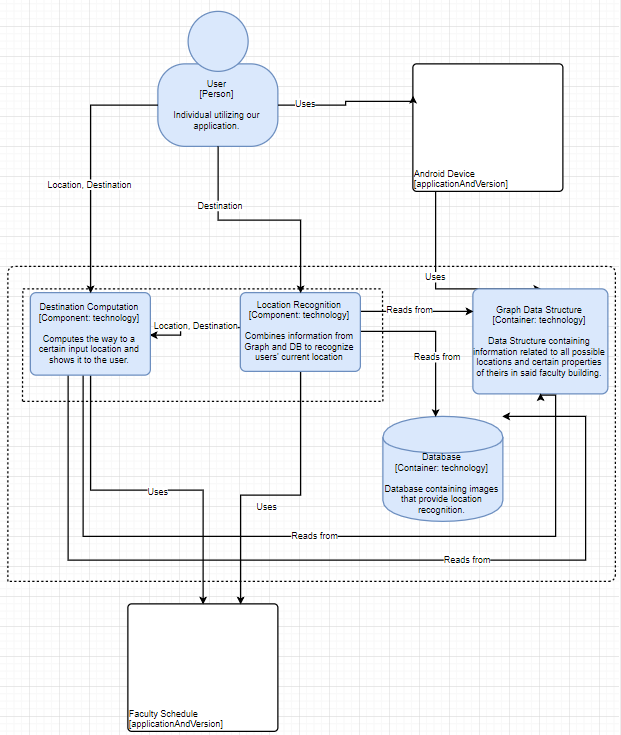 User
[Person]
Individual utilizing our
application.
Uses
Android Device
[applicationAndVersion]
Location, Destination
Destination
Uses
Destination Computation
[Component: technology]
Computes the way to a
certain input location and
shows it to the user.
Location, Destination
Location Recognition
[Component: technology]
Combines information from
Graph and DB to recognize
users' current location
Reads from
Reads from
Graph Data Structure
[Container: technology]
Data Structure containing
information related to all possible
locations and certain properties
of theirs in said faculty building.
Database
[Container: technology]
Database containing images
that provide location
recognition.
Uses
Uses
Reads from
Reads from
Faculty Schedule
[applicationAndVersion]